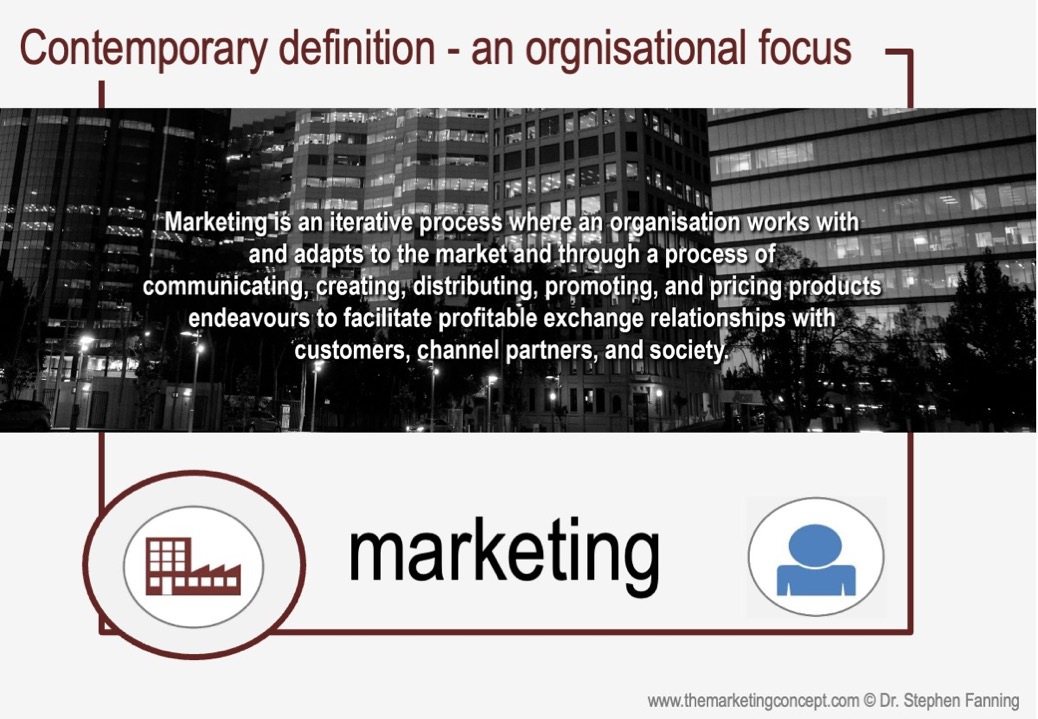 Contemporary definition - an orgnisational focus
Marketing is an iterative process where an organisation works with
and adapts to the market and through a process of
communicating, creating, distributing, promoting, and pricing products
endeavours to facilitate profitable exchange relationships with
customers, channel partners, and society.
marketing
www.themarketingconcept.com © Dr. Stephen Fanning